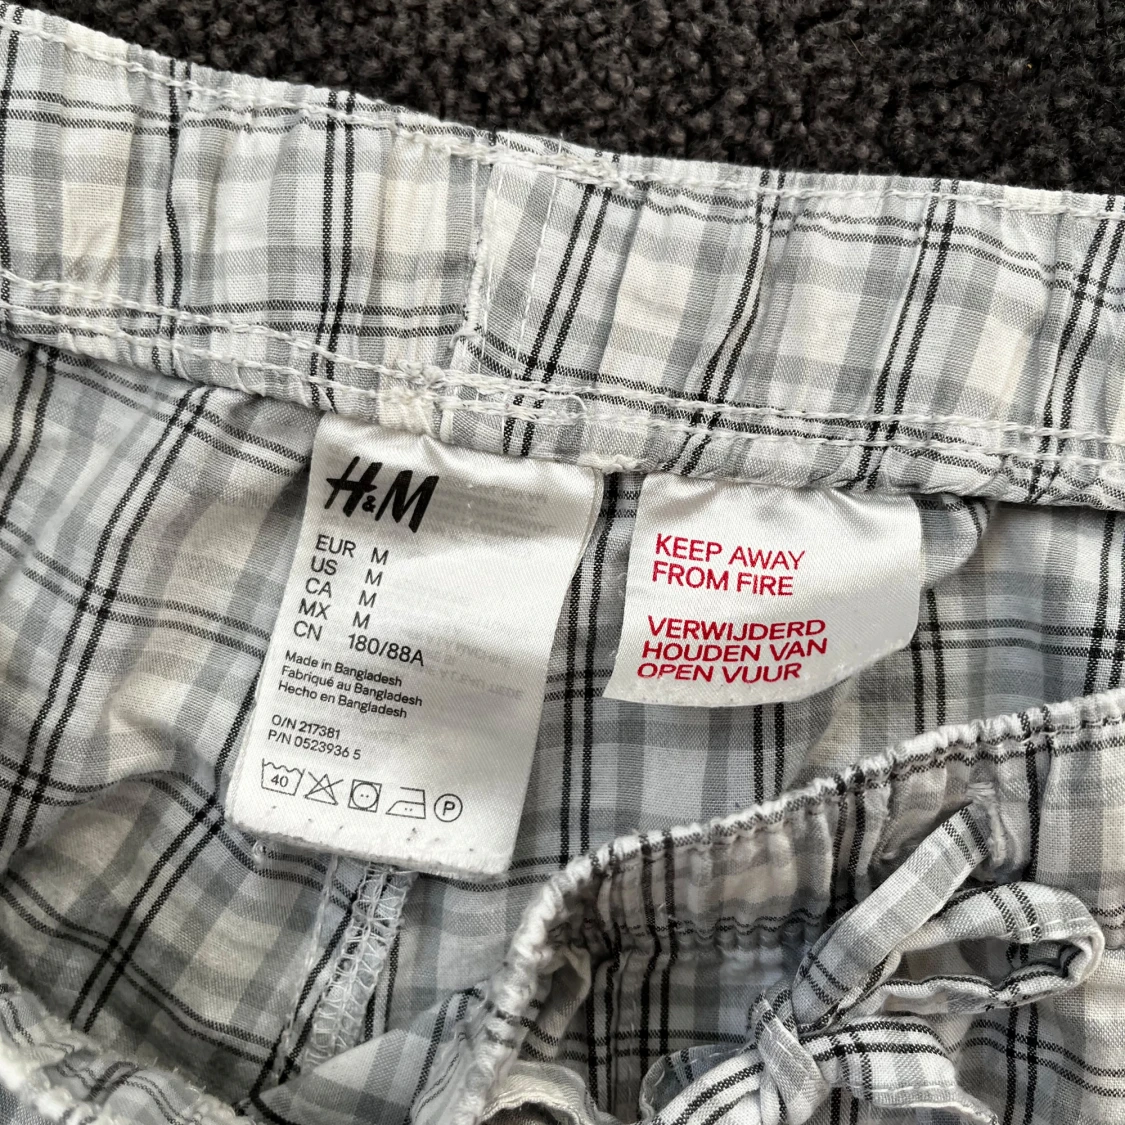 H&M
EUR M
US M
CA M
MX M
CN 180/88A
Made in Bangladesh
Fabriqué au Bangladesh
Hecho en Bangladesh
O/N 217381
P/N 0523936 5
40
P
KEEP AWAY
FROM FIRE
VERWIJDERD
HOUDEN VAN
OPEN VUUR